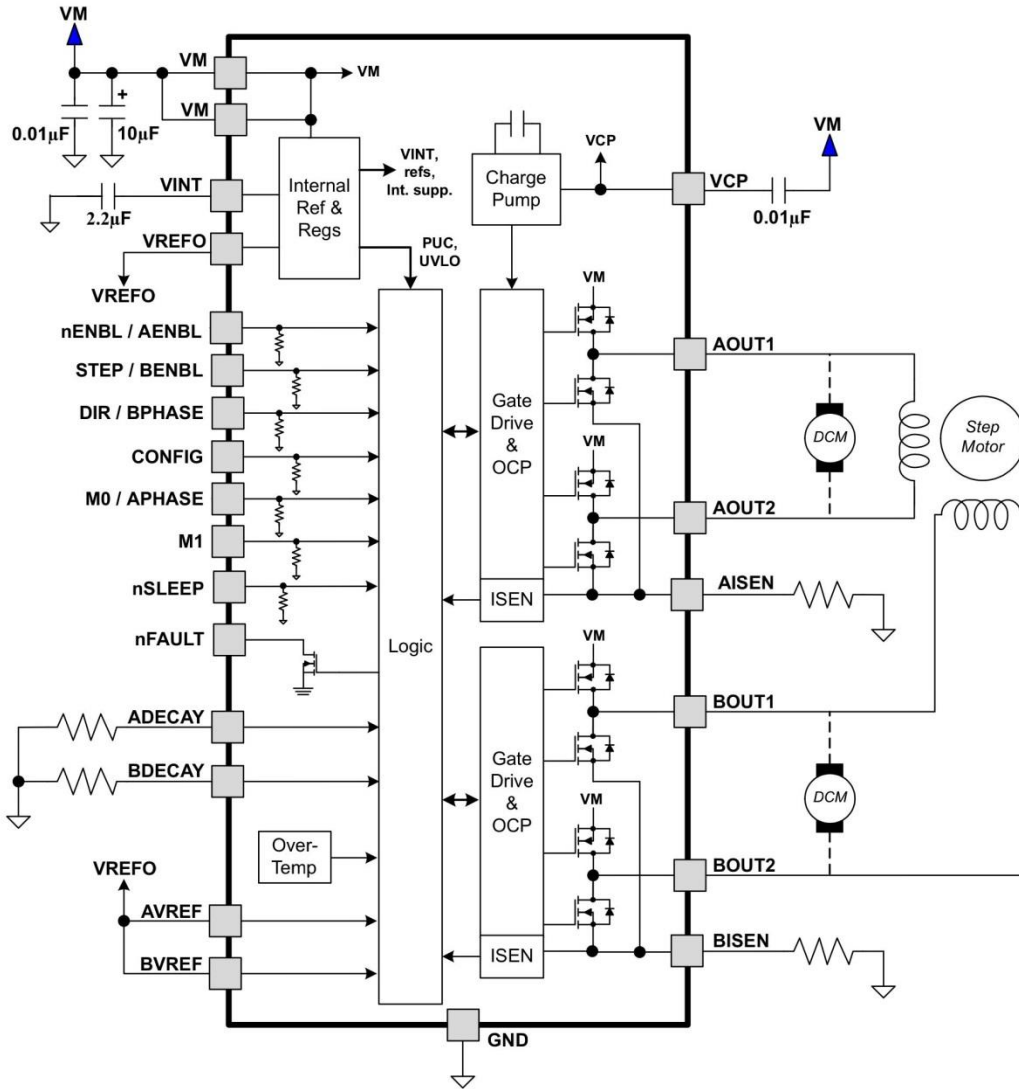 VM
VM
VM
VM
0.01µF
+
10µF
VINT
2.2µF
VREFO
VREFO
Internal
Ref &
Regs
VINT,
refs,
Int. supp.
PUC,
UVLO
Charge
Pump
VCP
VCP
VM
0.01µF
nENBL / AENBL
STEP / BENBL
DIR / BPHASE
CONFIG
M0 / APHASE
M1
nSLEEP
nFAULT
ADECAY
BDECAY
VREFO
AVREF
BVREF
Over-
Temp
Logic
Gate
Drive
&
OCP
ISEN
VM
VM
AOUT1
AOUT2
AISEN
DCM
Step
Motor
Gate
Drive
&
OCP
ISEN
VM
VM
BOUT1
BOUT2
BISEN
DCM
GND